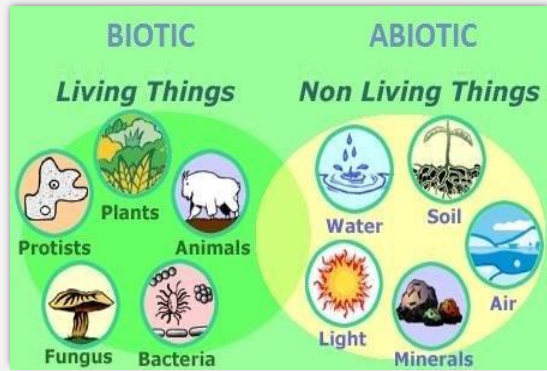 BIOTIC
ABIOTIC
Living Things
Non Living Things
Plants
Protists
Animals
Fungus
Bacteria
Water
Soil
Air
Light
Minerals